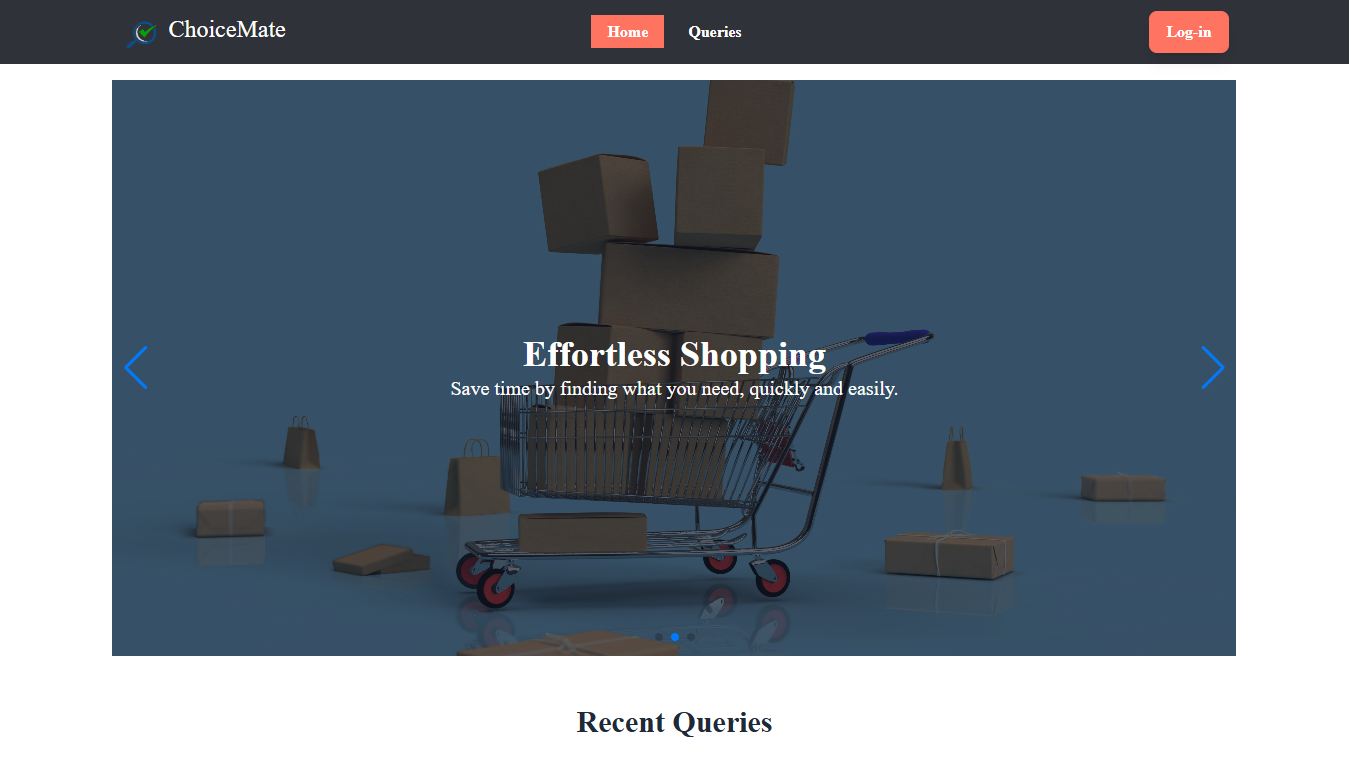 ChoiceMate
Home
Queries
Log-in
Effortless Shopping
Save time by finding what you need, quickly and easily.
Recent Queries